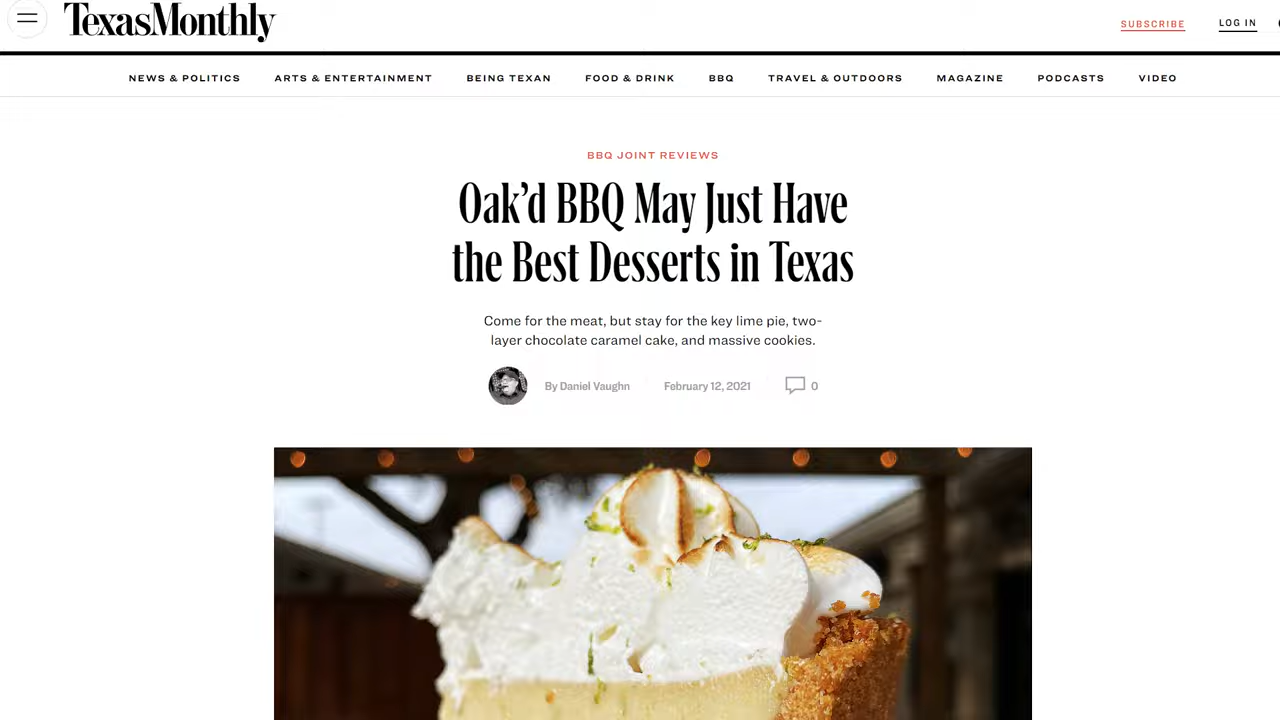 TexasMonthly
SUBSCRIBE
LOG IN
NEWS & POLITICS ARTS & ENTERTAINMENT BEING TEXAN FOOD & DRINK BBQ TRAVEL & OUTDOORS MAGAZINE PODCASTS VIDEO
BBQ JOINT REVIEWS
Oak’d BBQ May Just Have
the Best Desserts in Texas
Come for the meat, but stay for the key lime pie, two-
layer chocolate caramel cake, and massive cookies.
By Daniel Vaughn February 12, 2021 0